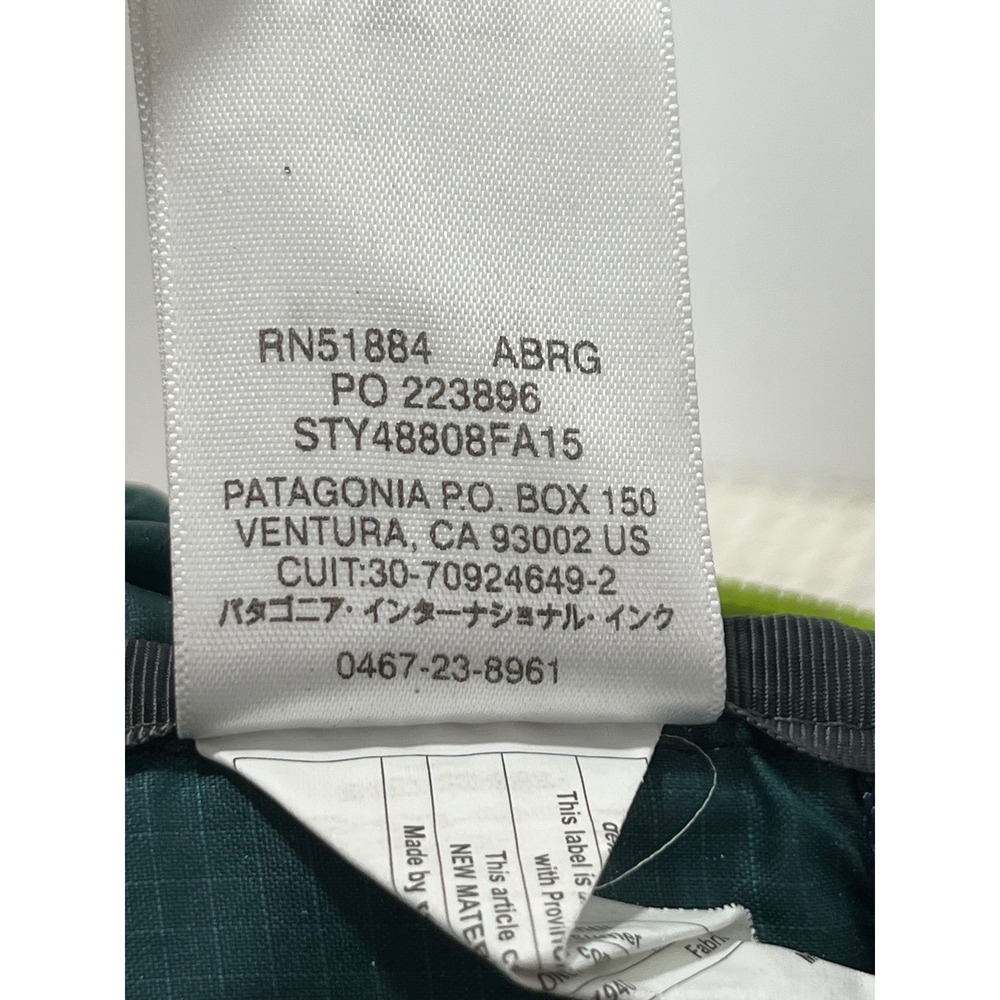 RN51884 ABRG
PO 223896
STY48808FA15
PATAGONIA P.O. BOX 150
VENTURA, CA 93002 US
CUIT:30-70924649-2
パタゴニア・インターナショナル・インク
0467-23-8961
This label is
with
This article
NEW
Made by